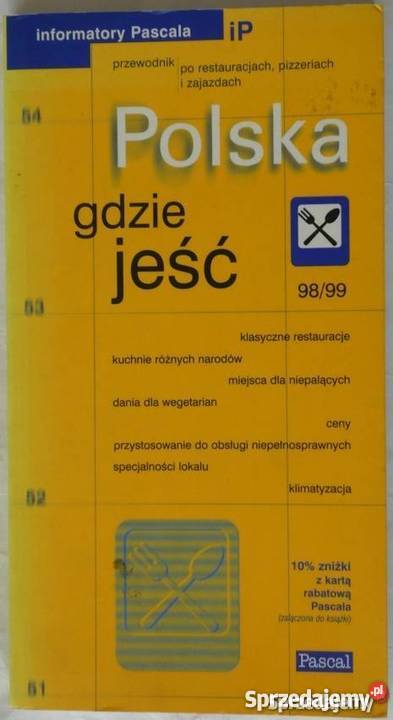 informatory Pascala iP
przewodnik po restauracjach, pizzeriach
i zajazdach
54
Polska
gdzie
jeść
98/99
53
klasyczne restauracje
kuchnie różnych narodów
miejsca dla niepalących
dania dla wegetarian
ceny
przystosowanie do obsługi niepełnosprawnych
specjalności lokalu
klimatyzacja
52
10% zniżki
z kartą
rabatową
Pascala
(załączona do książki)
Pascal
51
Sprzedajemy.pl